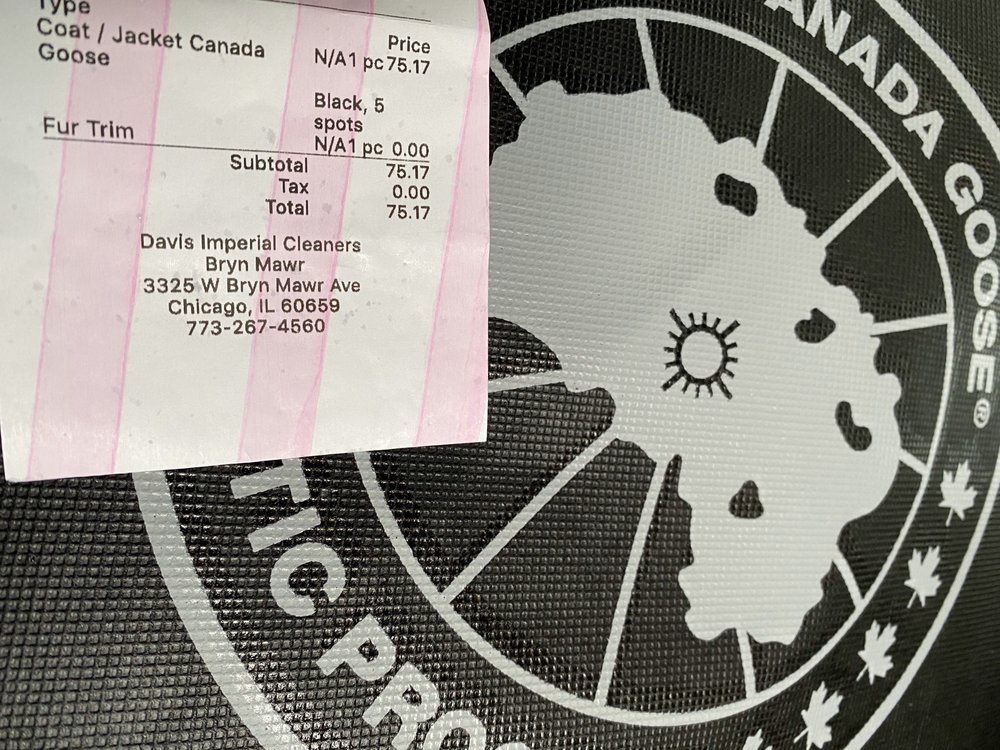 Type
Price
Coat / Jacket Canada Goose
N/A1 pc 75.17
Black, 5 spots
Fur Trim
N/A1 pc 0.00
Subtotal 75.17
Tax 0.00
Total 75.17
Davis Imperial Cleaners
Bryn Mawr
3325 W Bryn Mawr Ave
Chicago, IL 60659
773-267-4560
ANADA GOOSE®
TIC PRO